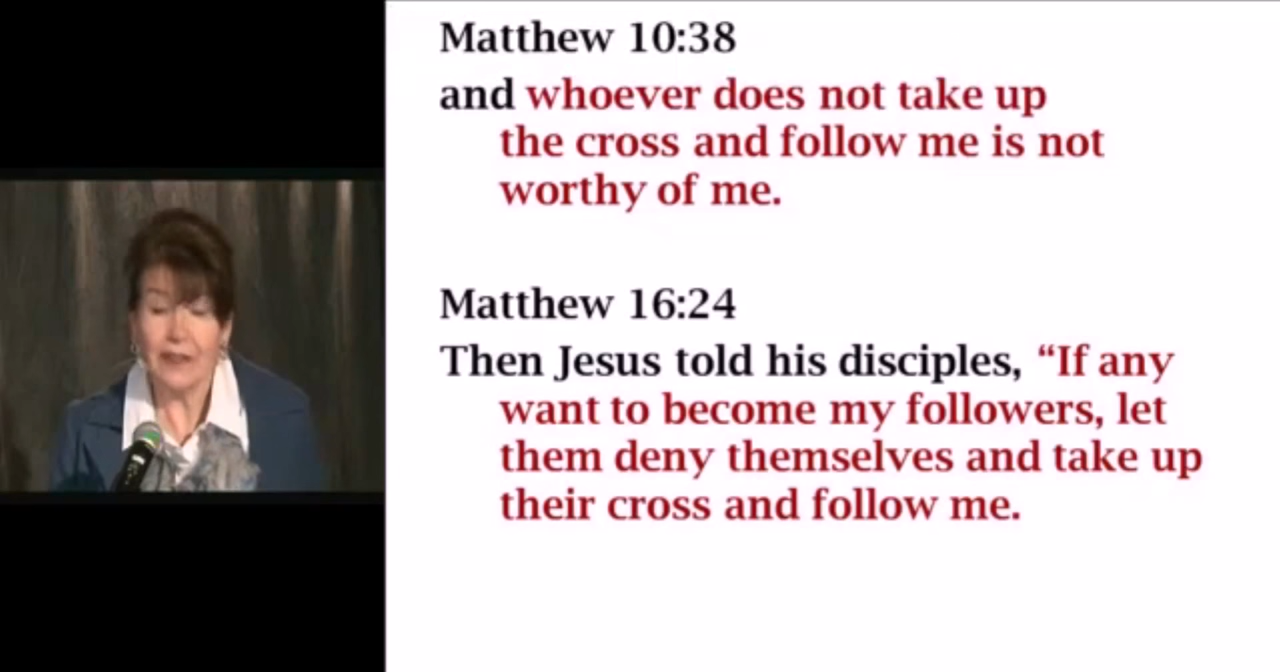 Matthew 10:38
and whoever does not take up
the cross and follow me is not
worthy of me.
Matthew 16:24
Then Jesus told his disciples, “If any
want to become my followers, let
them deny themselves and take up
their cross and follow me.